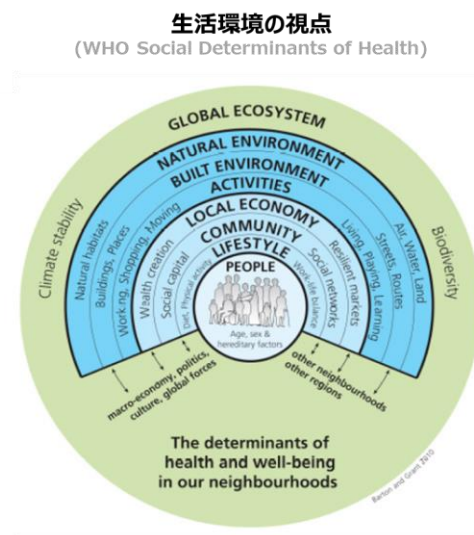 生活環境の視点
(WHO Social Determinants of Health)
GLOBAL ECOSYSTEM
NATURAL ENVIRONMENT
BUILT ENVIRONMENT
ACTIVITIES
LOCAL ECONOMY
COMMUNITY
LIFESTYLE
PEOPLE
Climate stability
Natural habitats
Buildings, Places
Working, Shopping, Moving
Wealth creation
Social capital
Diet, Physical activity
Work-life balance
Social networks
Resilient markets
Living, Playing, Learning
Streets, Routes
Air, Water, Land
Biodiversity
Age, sex &
hereditary factors
macro-economy, politics,
culture, global forces
other neighbourhoods
other regions
The determinants of
health and well-being
in our neighbourhoods
Barton and Grant 2010